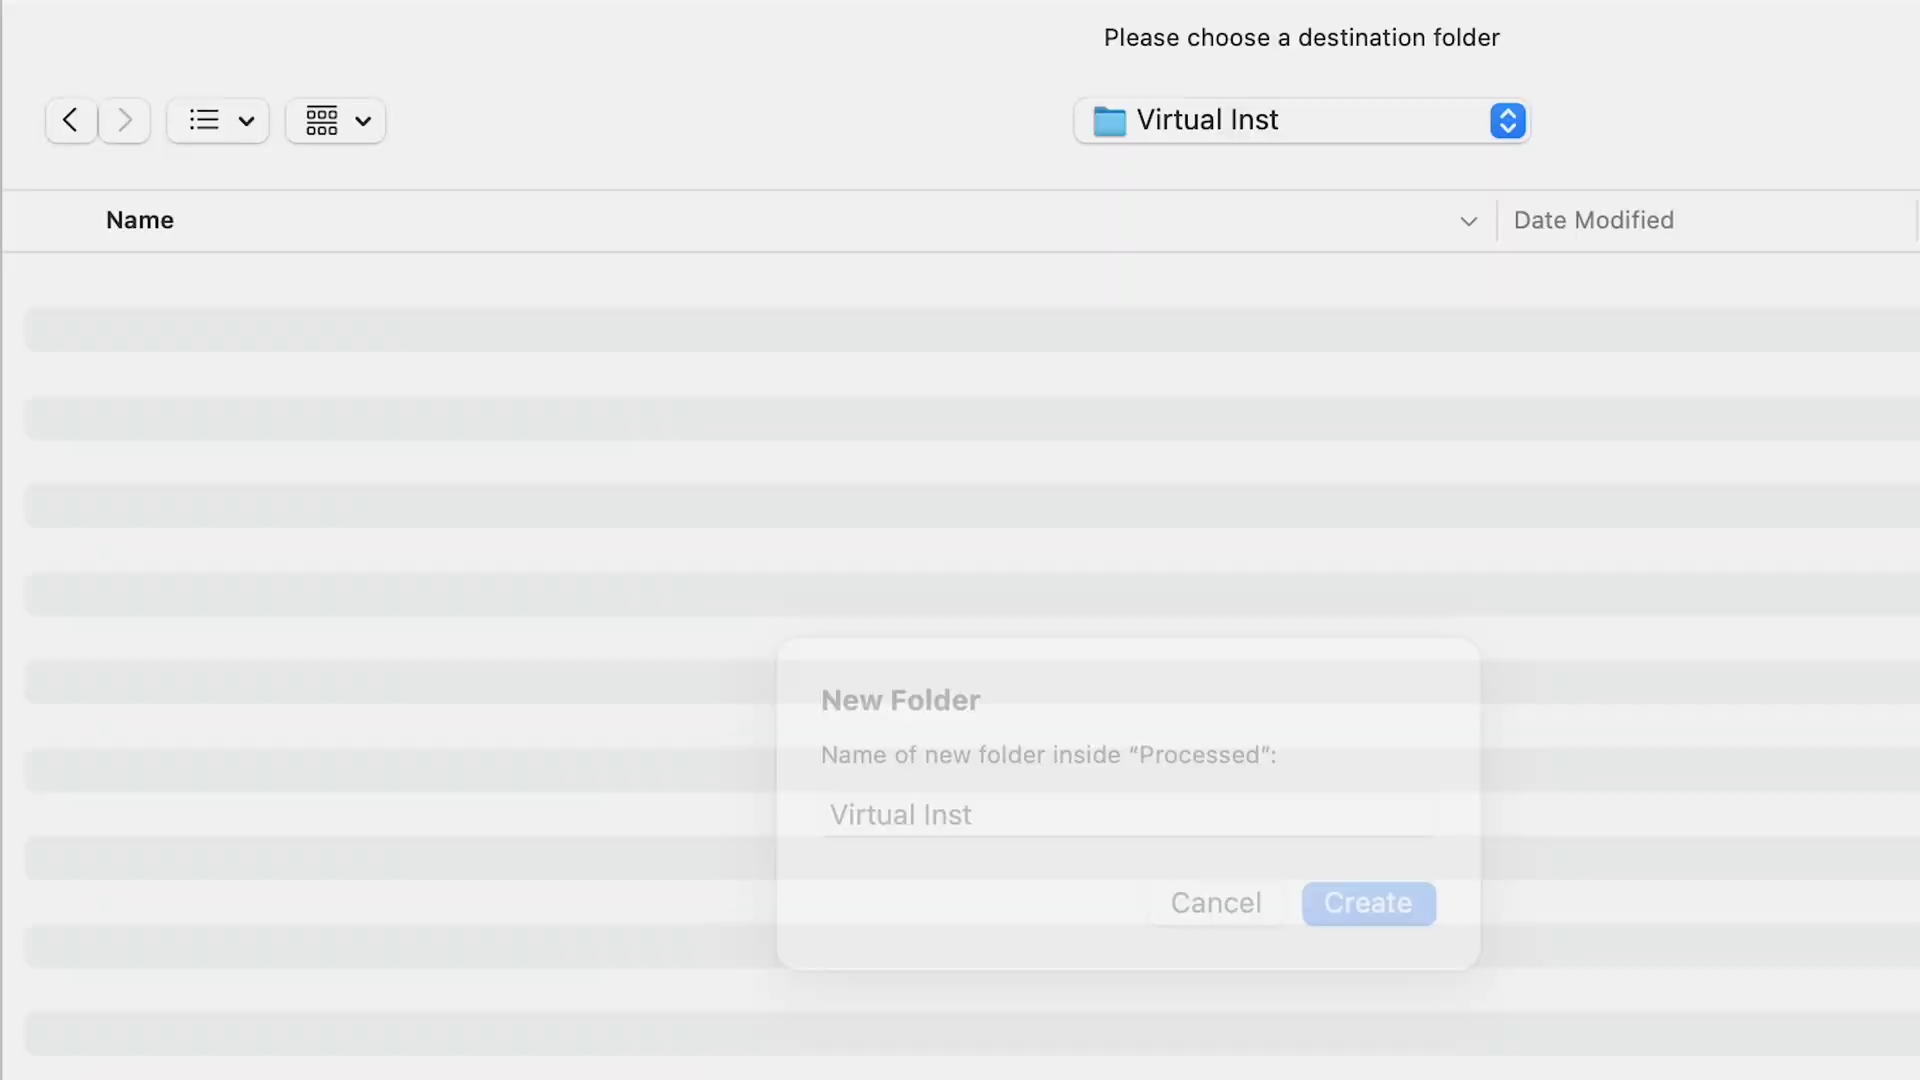 Please choose a destination folder
Virtual Inst
Name
Date Modified
New Folder
Name of new folder inside “Processed”:
Virtual Inst
Cancel
Create